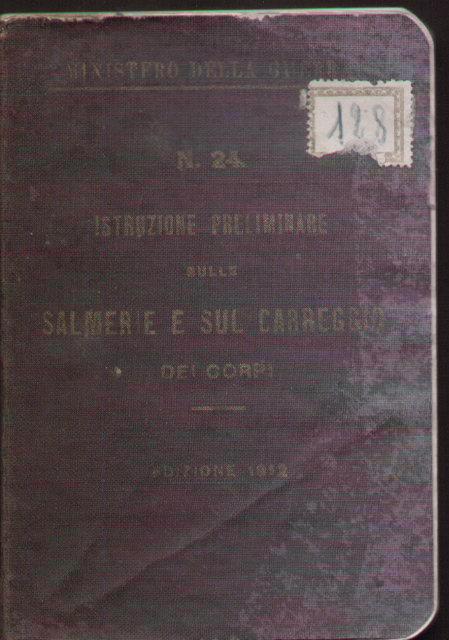 MINISTERO DELLA GUERRA
128
N. 24.
ISTRUZIONE PRELIMINARE
SULLE
SALMERIE E SUL CARREGGIO
DEI CORPI
EDIZIONE 1912